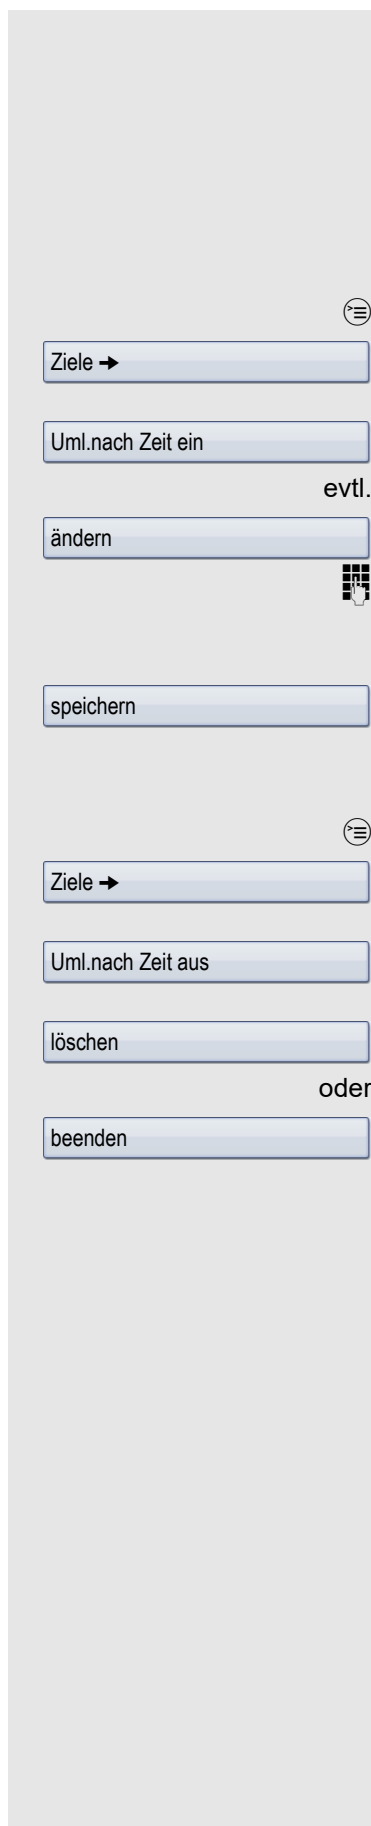 Ziele ➔
Uml.nach Zeit ein
evtl.
ändern
speichern
Ziele ➔
Uml.nach Zeit aus
löschen
oder
beenden